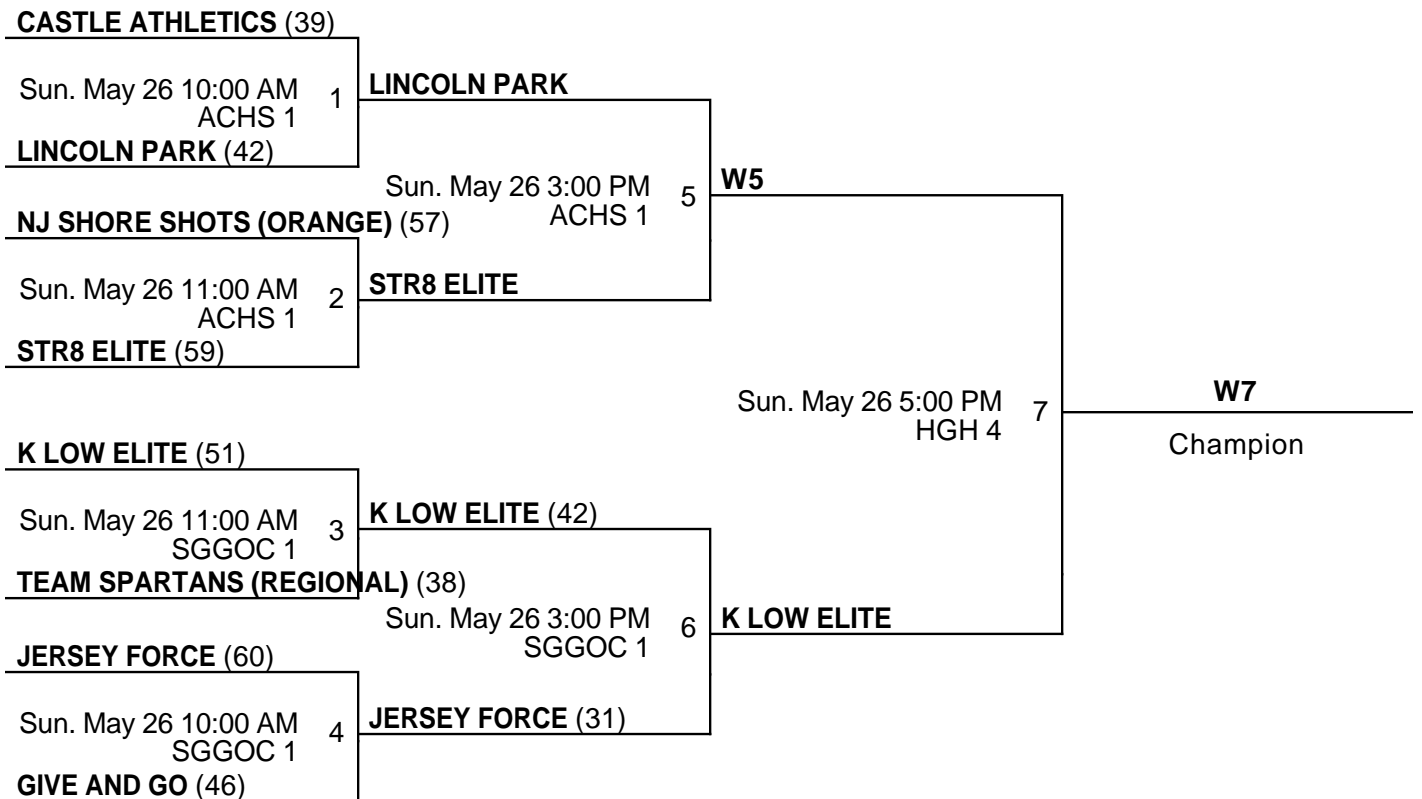 CASTLE ATHLETICS (39)
Sun. May 26 10:00 AM
ACHS 1
1
LINCOLN PARK
LINCOLN PARK (42)
Sun. May 26 3:00 PM
ACHS 1
5
W5
NJ SHORE SHOTS (ORANGE) (57)
Sun. May 26 11:00 AM
ACHS 1
2
STR8 ELITE
STR8 ELITE (59)
Sun. May 26 5:00 PM
HGH 4
7
W7
Champion
K LOW ELITE (51)
Sun. May 26 11:00 AM
SGGOC 1
3
K LOW ELITE (42)
TEAM SPARTANS (REGIONAL) (38)
Sun. May 26 3:00 PM
SGGOC 1
6
K LOW ELITE
JERSEY FORCE (60)
Sun. May 26 10:00 AM
SGGOC 1
4
JERSEY FORCE (31)
GIVE AND GO (46)